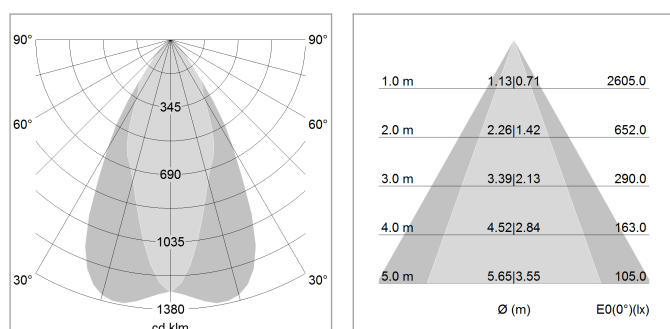 90° 90°
345
60° 60°
690
1035
30° 30°
1380
cd klm
1.0 m 1.13|0.71 2605.0
2.0 m 2.26|1.42 652.0
3.0 m 3.39|2.13 290.0
4.0 m 4.52|2.84 163.0
5.0 m 5.65|3.55 105.0
Ø (m) E0(0°)(lx)